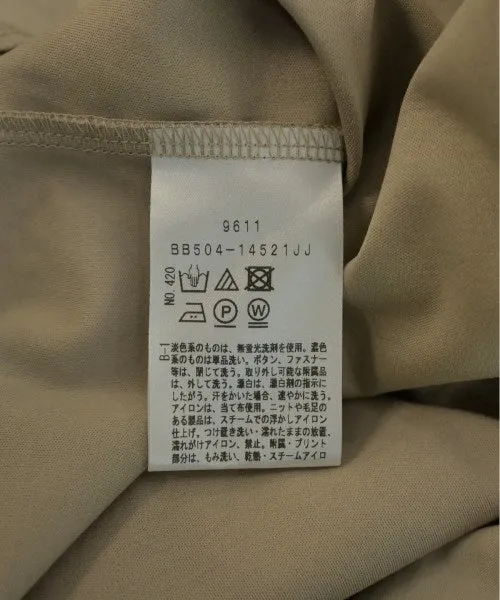 9611
BB504-14521JJ
NO.420
P W
B-1
淡色系のものは、無蛍光洗剤を使用。濃色
系のものは単品洗い。ボタン、ファスナー
等は、閉じて洗う。取り外し可能な附属品
は、外して洗う。漂白は、漂白剤の指示に
したがう。汗をかいた場合、速やかに洗う。
アイロンは、当て布使用。ニットや毛足の
ある製品は、スチームでの浮かしアイロン
仕上げ。つけ置き洗い・濡れたままの放置、
濡れがけアイロン、禁止。附属・プリント
部分は、もみ洗い、乾熱・スチームアイロ